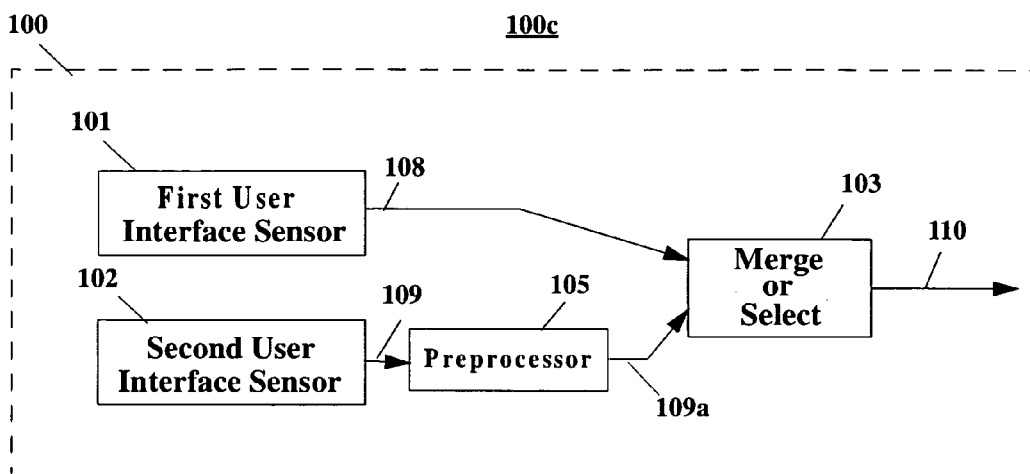 100
100c
101
First User
Interface Sensor
108
103
Merge
or
Select
110
102
Second User
Interface Sensor
109
105
Preprocessor
109a